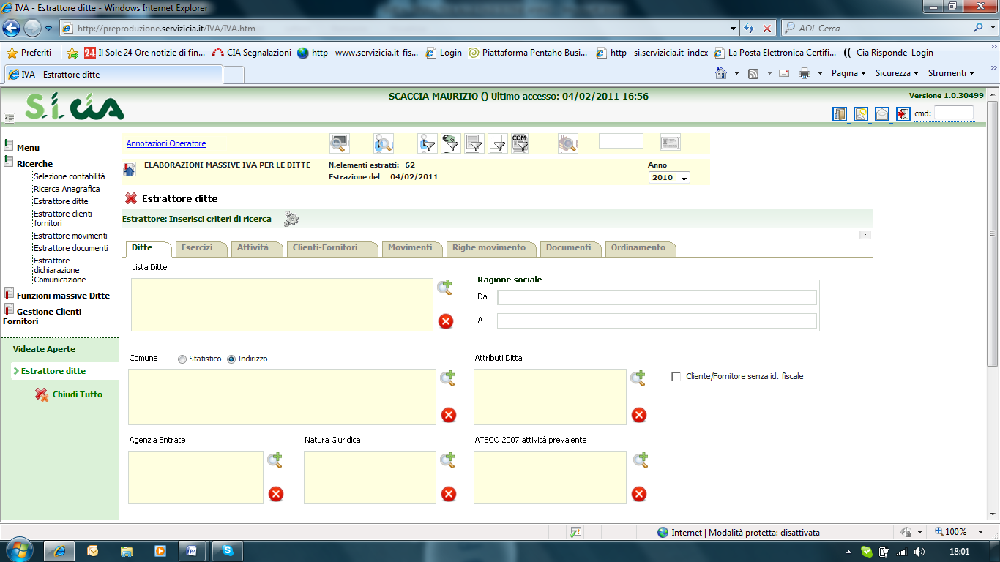 IVA - Estrattore ditte - Windows Internet Explorer
http://preproduzione.servizicia.it/IVA/IVA.htm
AOL Cerca
Preferiti
24 Il Sole 24 Ore notizie di fin...
CIA Segnalazioni
http--www.servizicia.it-fis...
Login
Piattaforma Pentaho Busi...
http--si.servizicia.it-index
La Posta Elettronica Certifi...
Cia Risponde Login
IVA - Estrattore ditte
Pagina
Sicurezza
Strumenti
S.I. CIA
SCACCIA MAURIZIO () Ultimo accesso: 04/02/2011 16:56
Versione 1.0.30499
cmd:
Menu
Ricerche
Selezione contabilità
Ricerca Anagrafica
Estrattore ditte
Estrattore clienti
fornitori
Estrattore movimenti
Estrattore documenti
Estrattore
dichiarazione
Comunicazione
Funzioni massive Ditte
Gestione Clienti
Fornitori
Videate Aperte
Estrattore ditte
Chiudi Tutto
Annotazioni Operatore
COM
ELABORAZIONI MASSIVE IVA PER LE DITTE
N.elementi estratti: 62
Estrazione del 04/02/2011
Anno
2010
Estrattore ditte
Estrattore: Inserisci criteri di ricerca
Ditte
Esercizi
Attività
Clienti-Fornitori
Movimenti
Righe movimento
Documenti
Ordinamento
Lista Ditte
Ragione sociale
Da
A
Comune
Statistico
Indirizzo
Attributi Ditta
Cliente/Fornitore senza id. fiscale
Agenzia Entrate
Natura Giuridica
ATECO 2007 attività prevalente
Internet | Modalità protetta: disattivata
100%
18:01